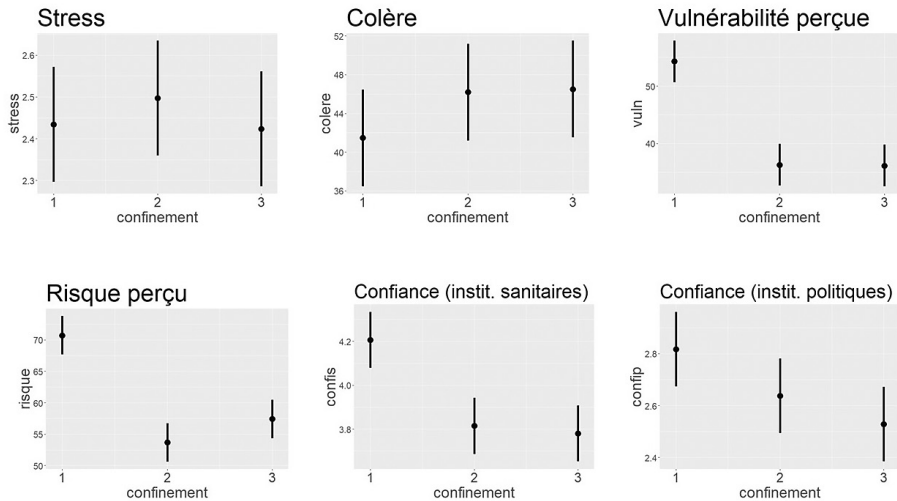 Stress
2.6
2.5
2.4
2.3
stress
1 2 3
confinement
Colère
52
48
44
40
36
colere
1 2 3
confinement
Vulnérabilité perçue
50
40
vuln
1 2 3
confinement
Risque perçu
70
65
60
55
50
risque
1 2 3
confinement
Confiance (instit. sanitaires)
4.2
4.0
3.8
confis
1 2 3
confinement
Confiance (instit. politiques)
2.8
2.6
2.4
confip
1 2 3
confinement